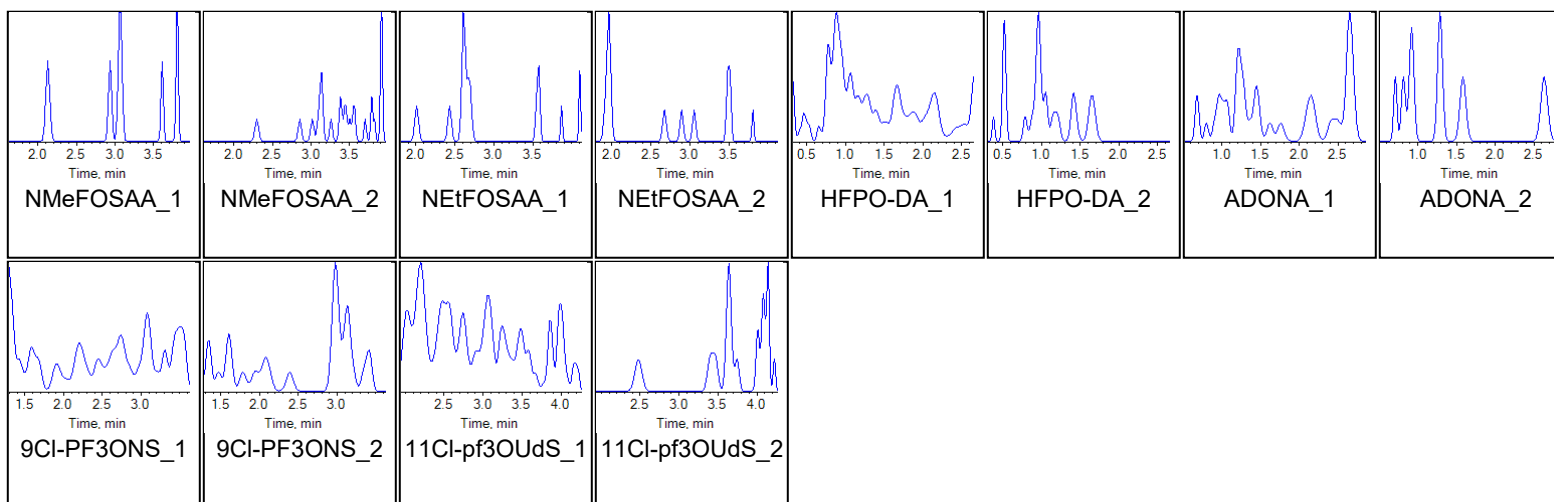 2.0 2.5 3.0 3.5
Time, min
NMeFOSAA_1
2.0 2.5 3.0 3.5
Time, min
NMeFOSAA_2
2.0 2.5 3.0 3.5 4.0
Time, min
NEtFOSAA_1
2.0 2.5 3.0 3.5 4.0
Time, min
NEtFOSAA_2
0.5 1.0 1.5 2.0 2.5
Time, min
HFPO-DA_1
0.5 1.0 1.5 2.0 2.5
Time, min
HFPO-DA_2
1.0 1.5 2.0 2.5
Time, min
ADONA_1
1.0 1.5 2.0 2.5
Time, min
ADONA_2
1.5 2.0 2.5 3.0
Time, min
9Cl-PF3ONS_1
1.5 2.0 2.5 3.0
Time, min
9Cl-PF3ONS_2
2.5 3.0 3.5 4.0
Time, min
11Cl-pf3OUdS_1
2.5 3.0 3.5 4.0
Time, min
11Cl-pf3OUdS_2